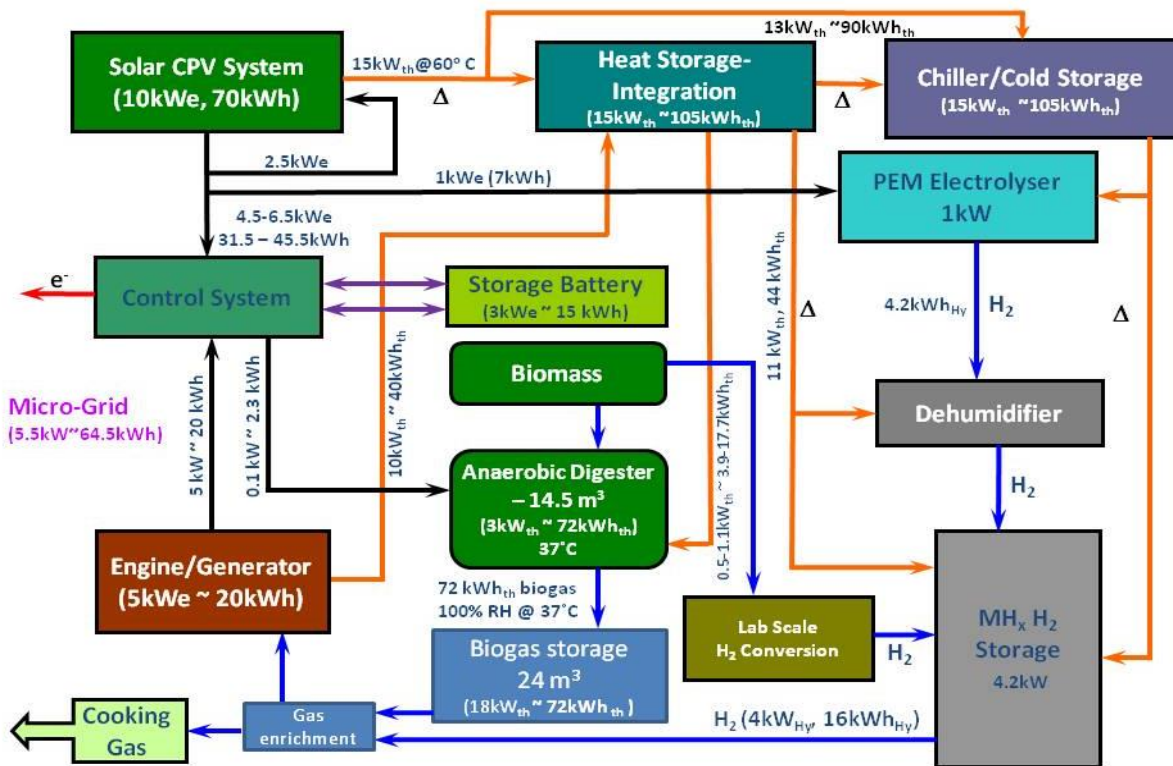 13kWth ~90kWhth
Solar CPV System
(10kWe, 70kWh)
15kWth@60° C
Δ
Heat Storage-
Integration
(15kWth ~105kWhth)
Δ
Chiller/Cold Storage
(15kWth ~105kWhth)
2.5kWe
1kWe (7kWh)
PEM Electrolyser
1kW
4.5-6.5kWe
31.5 – 45.5kWh
e-
Control System
Storage Battery
(3kWe ~ 15 kWh)
4.2kWhHy
H2
11 kWth, 44 kWhth
Δ
Δ
Micro-Grid
(5.5kW~64.5kWh)
5 kW ~ 20 kWh
0.1 kW ~ 2.3 kWh
10kWth ~ 40kWhth
Biomass
0.5-1.1kWth ~ 3.9-17.7kWhth
Dehumidifier
H2
Anaerobic Digester
– 14.5 m3
(3kWth ~ 72kWhth)
37°C
Engine/Generator
(5kWe ~ 20kWh)
72 kWhth biogas
100% RH @ 37°C
Lab Scale
H2 Conversion
H2
MHx H2
Storage
4.2kW
Biogas storage
24 m3
(18kWth ~ 72kWhth )
Cooking
Gas
Gas
enrichment
H2 (4kWHy, 16kWhHy)